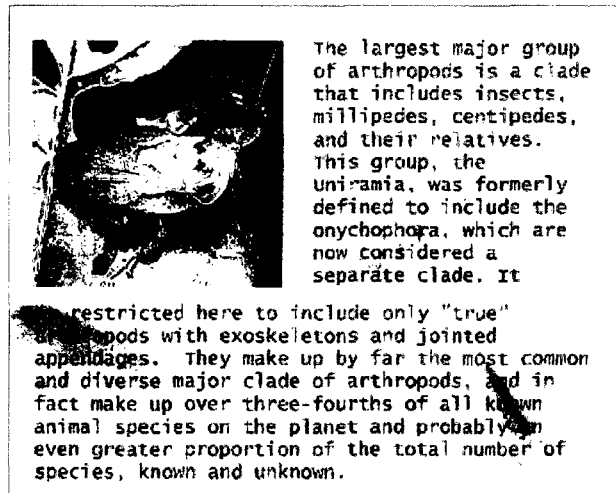 The largest major group
of arthropods is a clade
that includes insects,
millipedes, centipedes,
and their relatives.
This group, the
Uniramia, was formerly
defined to include the
onychophora, which are
now considered a
separate clade. It
restricted here to include only "true"
with exoskeletons and jointed
appendages. They make up by far the most common
and diverse major clade of arthropods, and in
fact make up over three-fourths of all known
animal species on the planet and probably an
even greater proportion of the total number of
species, known and unknown.